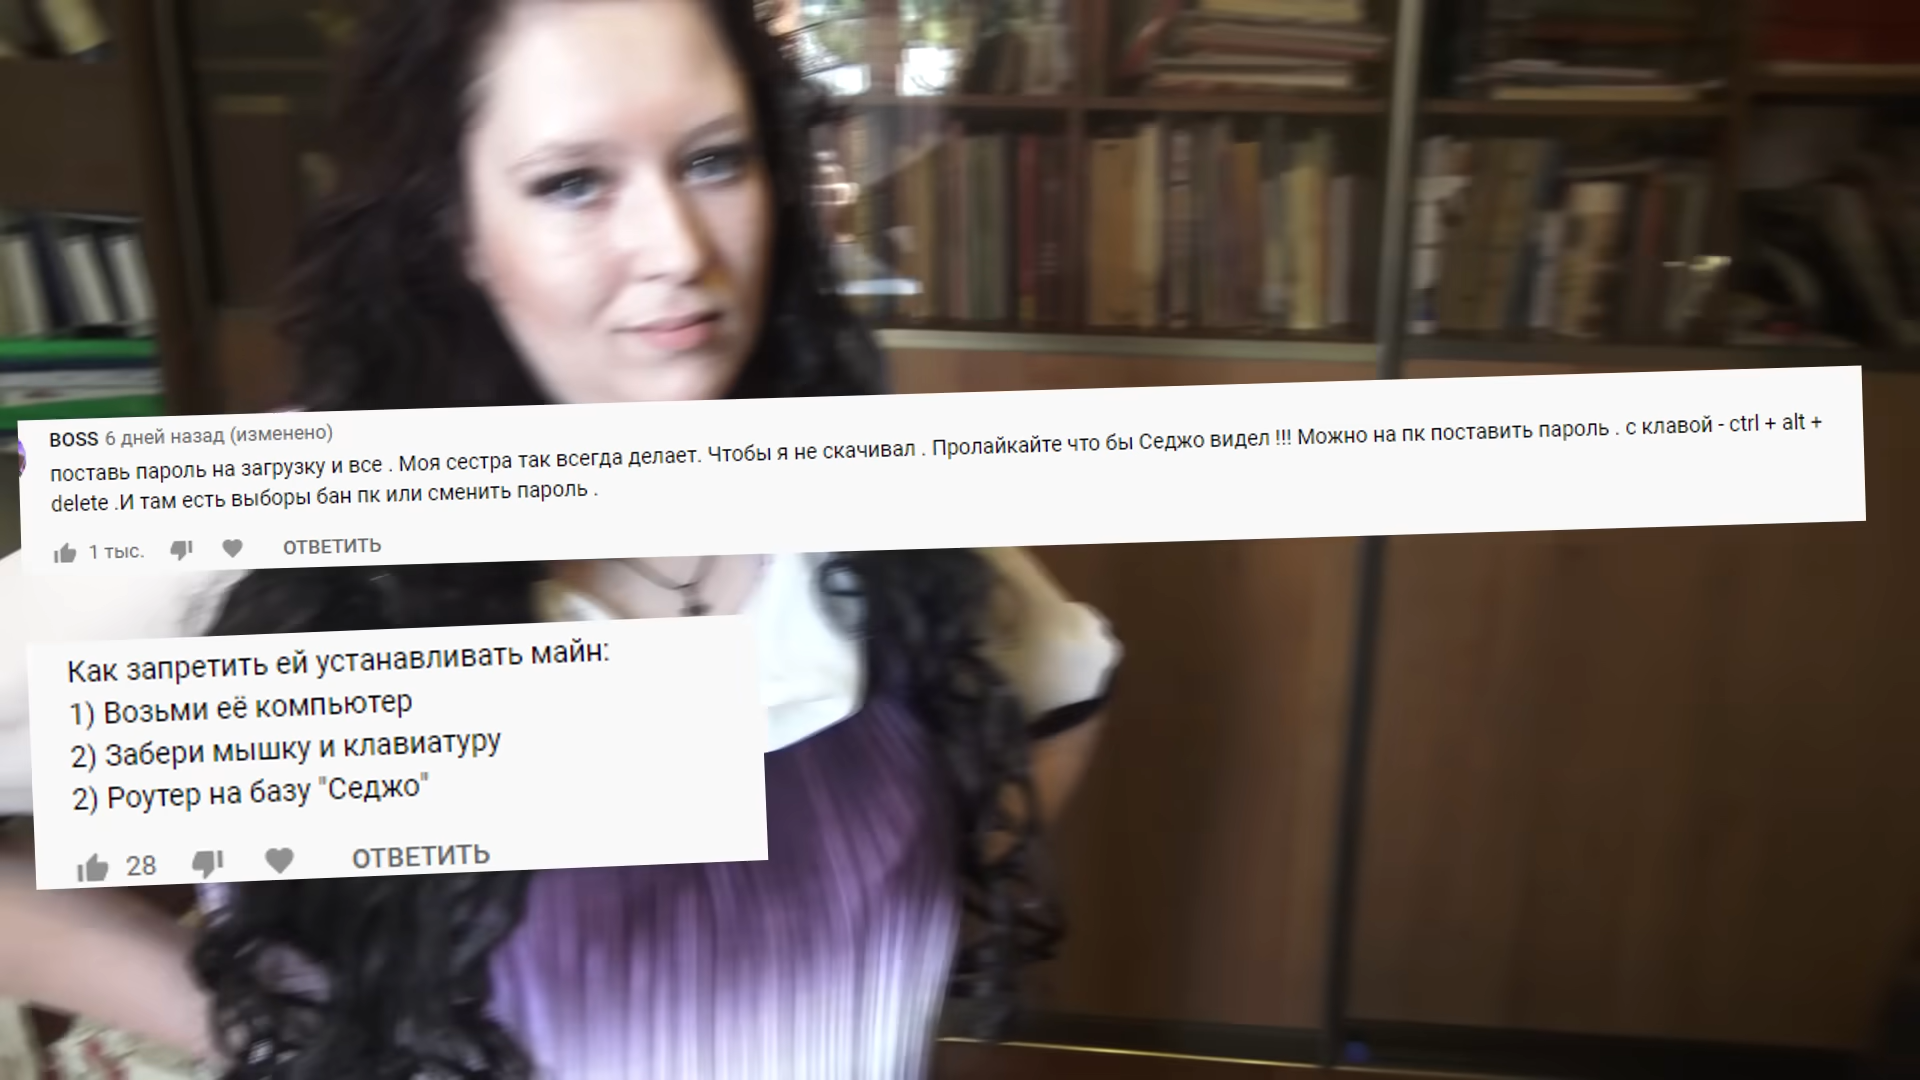 BOSS 6 дней назад (изменено)
поставь пароль на загрузку и все . Моя сестра так всегда делает. Чтобы я не скачивал . Пролайкайте что бы Седжо видел !!! Можно на пк поставить пароль . с клавой - ctrl + alt +
delete .И там есть выборы бан пк или сменить пароль .
1 тыс. ОТВЕТИТЬ
Как запретить ей устанавливать майн:
1) Возьми её компьютер
2) Забери мышку и клавиатуру
2) Роутер на базу "Седжо"
28 ОТВЕТИТЬ